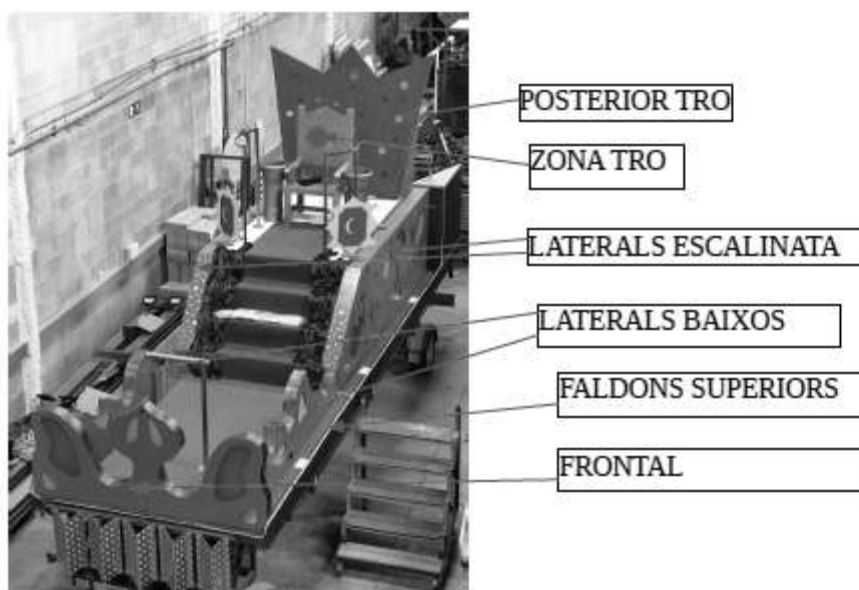 POSTERIOR TRO
ZONA TRO
LATERALS ESCALINATA
LATERALS BAIXOS
FALDONS SUPERIORS
FRONTAL